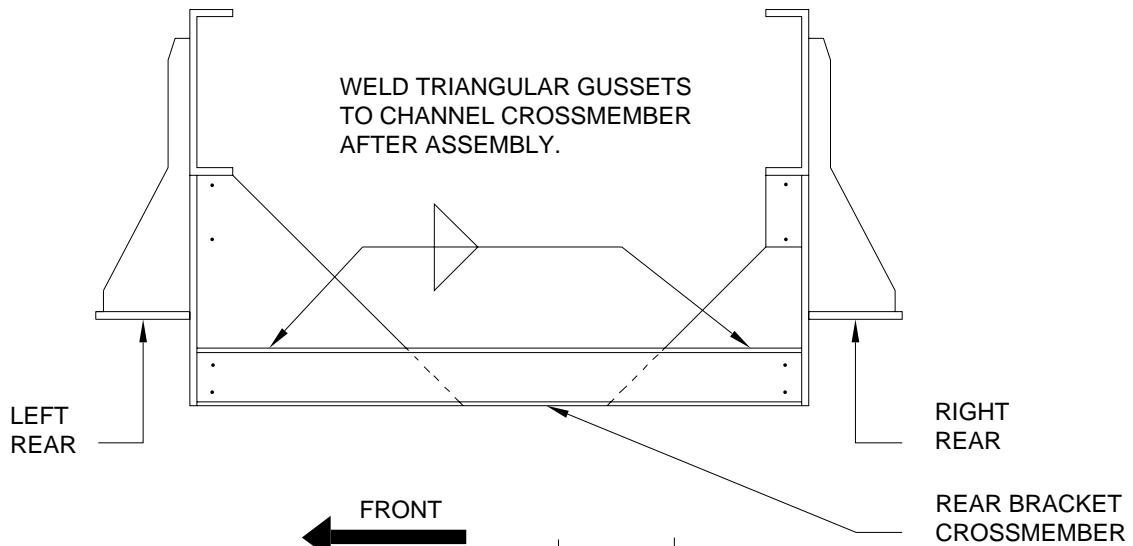 WELD TRIANGULAR GUSSETS
TO CHANNEL CROSSMEMBER
AFTER ASSEMBLY.
LEFT
REAR
RIGHT
REAR
FRONT
REAR BRACKET
CROSSMEMBER